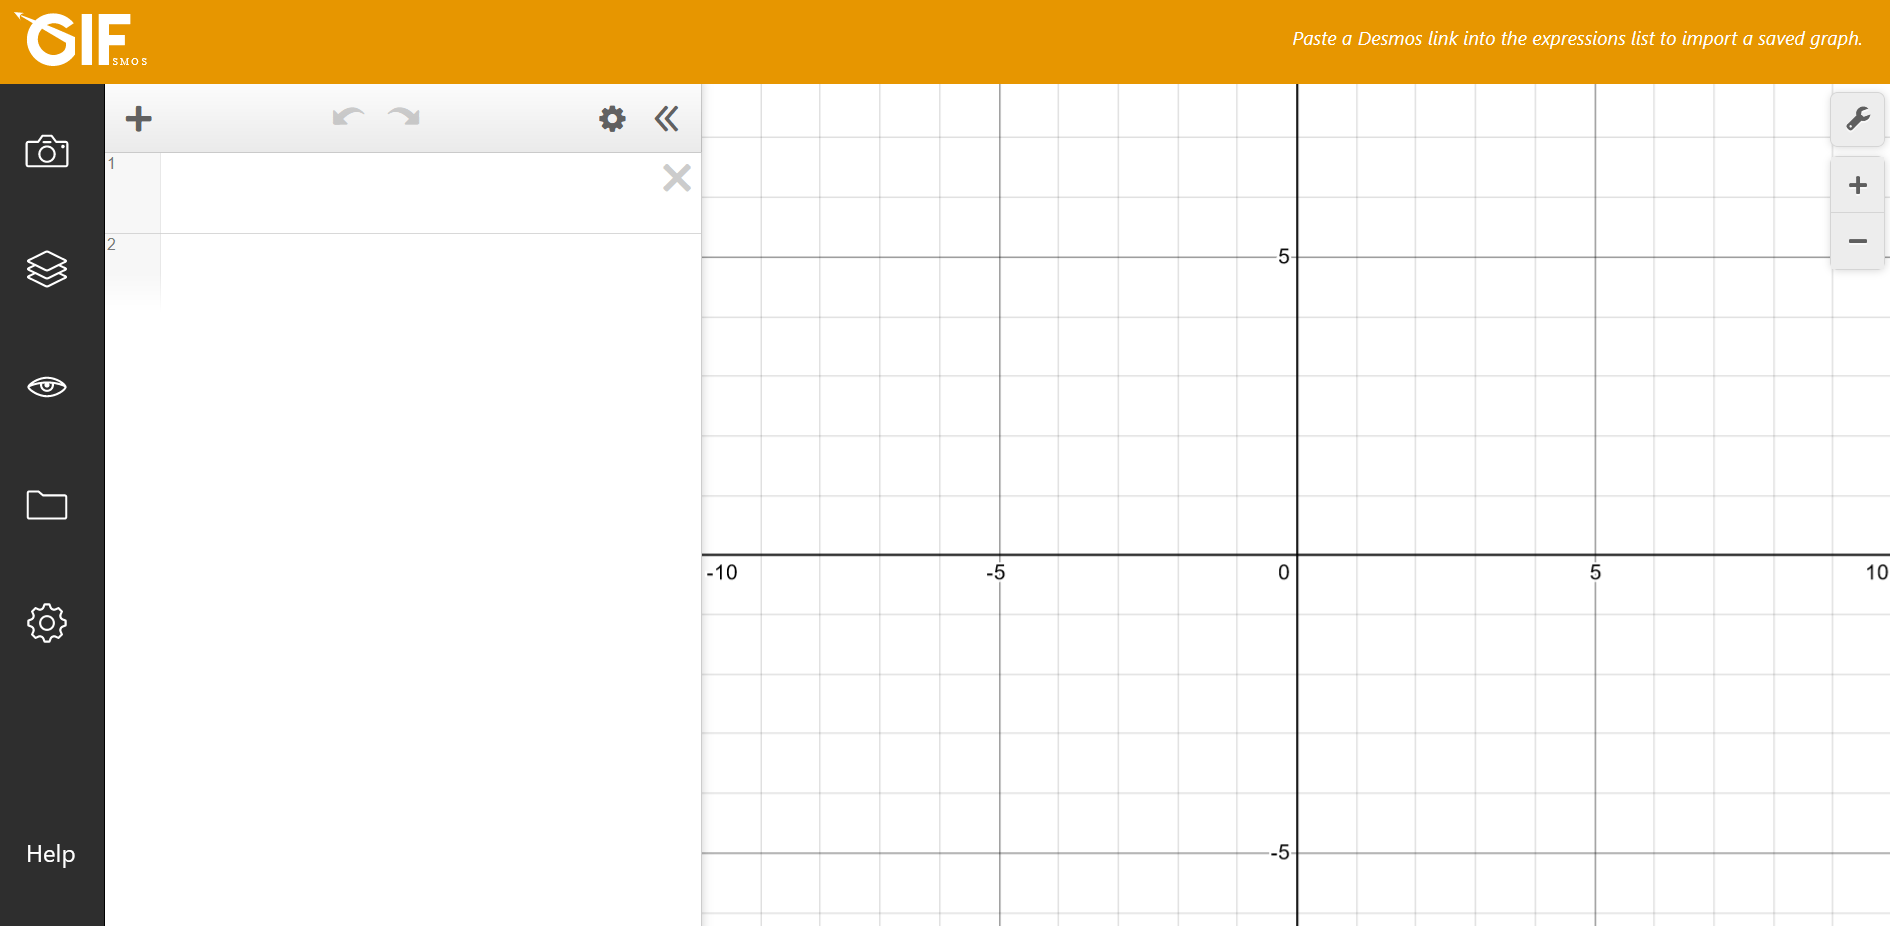 GIF
SMOS
Paste a Desmos link into the expressions list to import a saved graph.
1
2
5
-10
-5
0
5
10
-5
Help